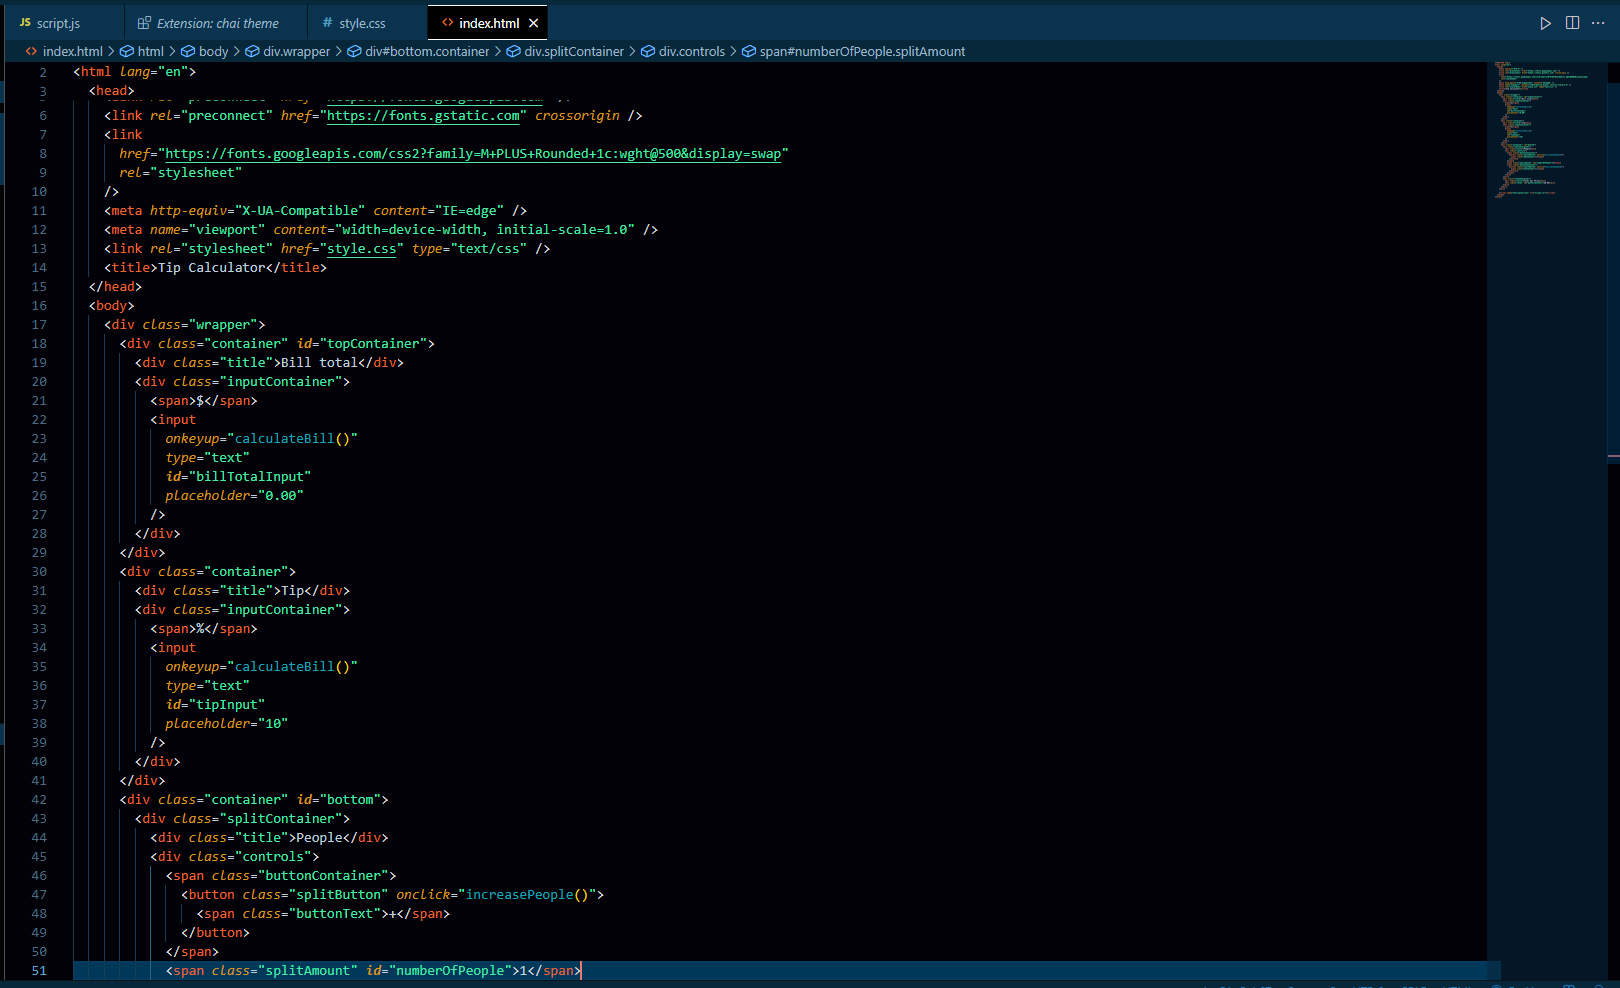 JS script.js Extension: chai theme # style.css <> index.html ×
<> index.html > html > body > div.wrapper > div#bottom.container > div.splitContainer > div.controls > span#numberOfPeople.splitAmount
2 <html lang="en">
3 <head>
6 <link rel="preconnect" href="https://fonts.gstatic.com" crossorigin />
7 <link
8 href="https://fonts.googleapis.com/css2?family=M+PLUS+Rounded+1c:wght@500&display=swap"
9 rel="stylesheet"
10 />
11 <meta http-equiv="X-UA-Compatible" content="IE=edge" />
12 <meta name="viewport" content="width=device-width, initial-scale=1.0" />
13 <link rel="stylesheet" href="style.css" type="text/css" />
14 <title>Tip Calculator</title>
15 </head>
16 <body>
17 <div class="wrapper">
18 <div class="container" id="topContainer">
19 <div class="title">Bill total</div>
20 <div class="inputContainer">
21 <span>$</span>
22 <input
23 onkeyup="calculateBill()"
24 type="text"
25 id="billTotalInput"
26 placeholder="0.00"
27 />
28 </div>
29 </div>
30 <div class="container">
31 <div class="title">Tip</div>
32 <div class="inputContainer">
33 <span>%</span>
34 <input
35 onkeyup="calculateBill()"
36 type="text"
37 id="tipInput"
38 placeholder="10"
39 />
40 </div>
41 </div>
42 <div class="container" id="bottom">
43 <div class="splitContainer">
44 <div class="title">People</div>
45 <div class="controls">
46 <span class="buttonContainer">
47 <button class="splitButton" onclick="increasePeople()">
48 <span class="buttonText">+</span>
49 </button>
50 </span>
51 <span class="splitAmount" id="numberOfPeople">1</span>